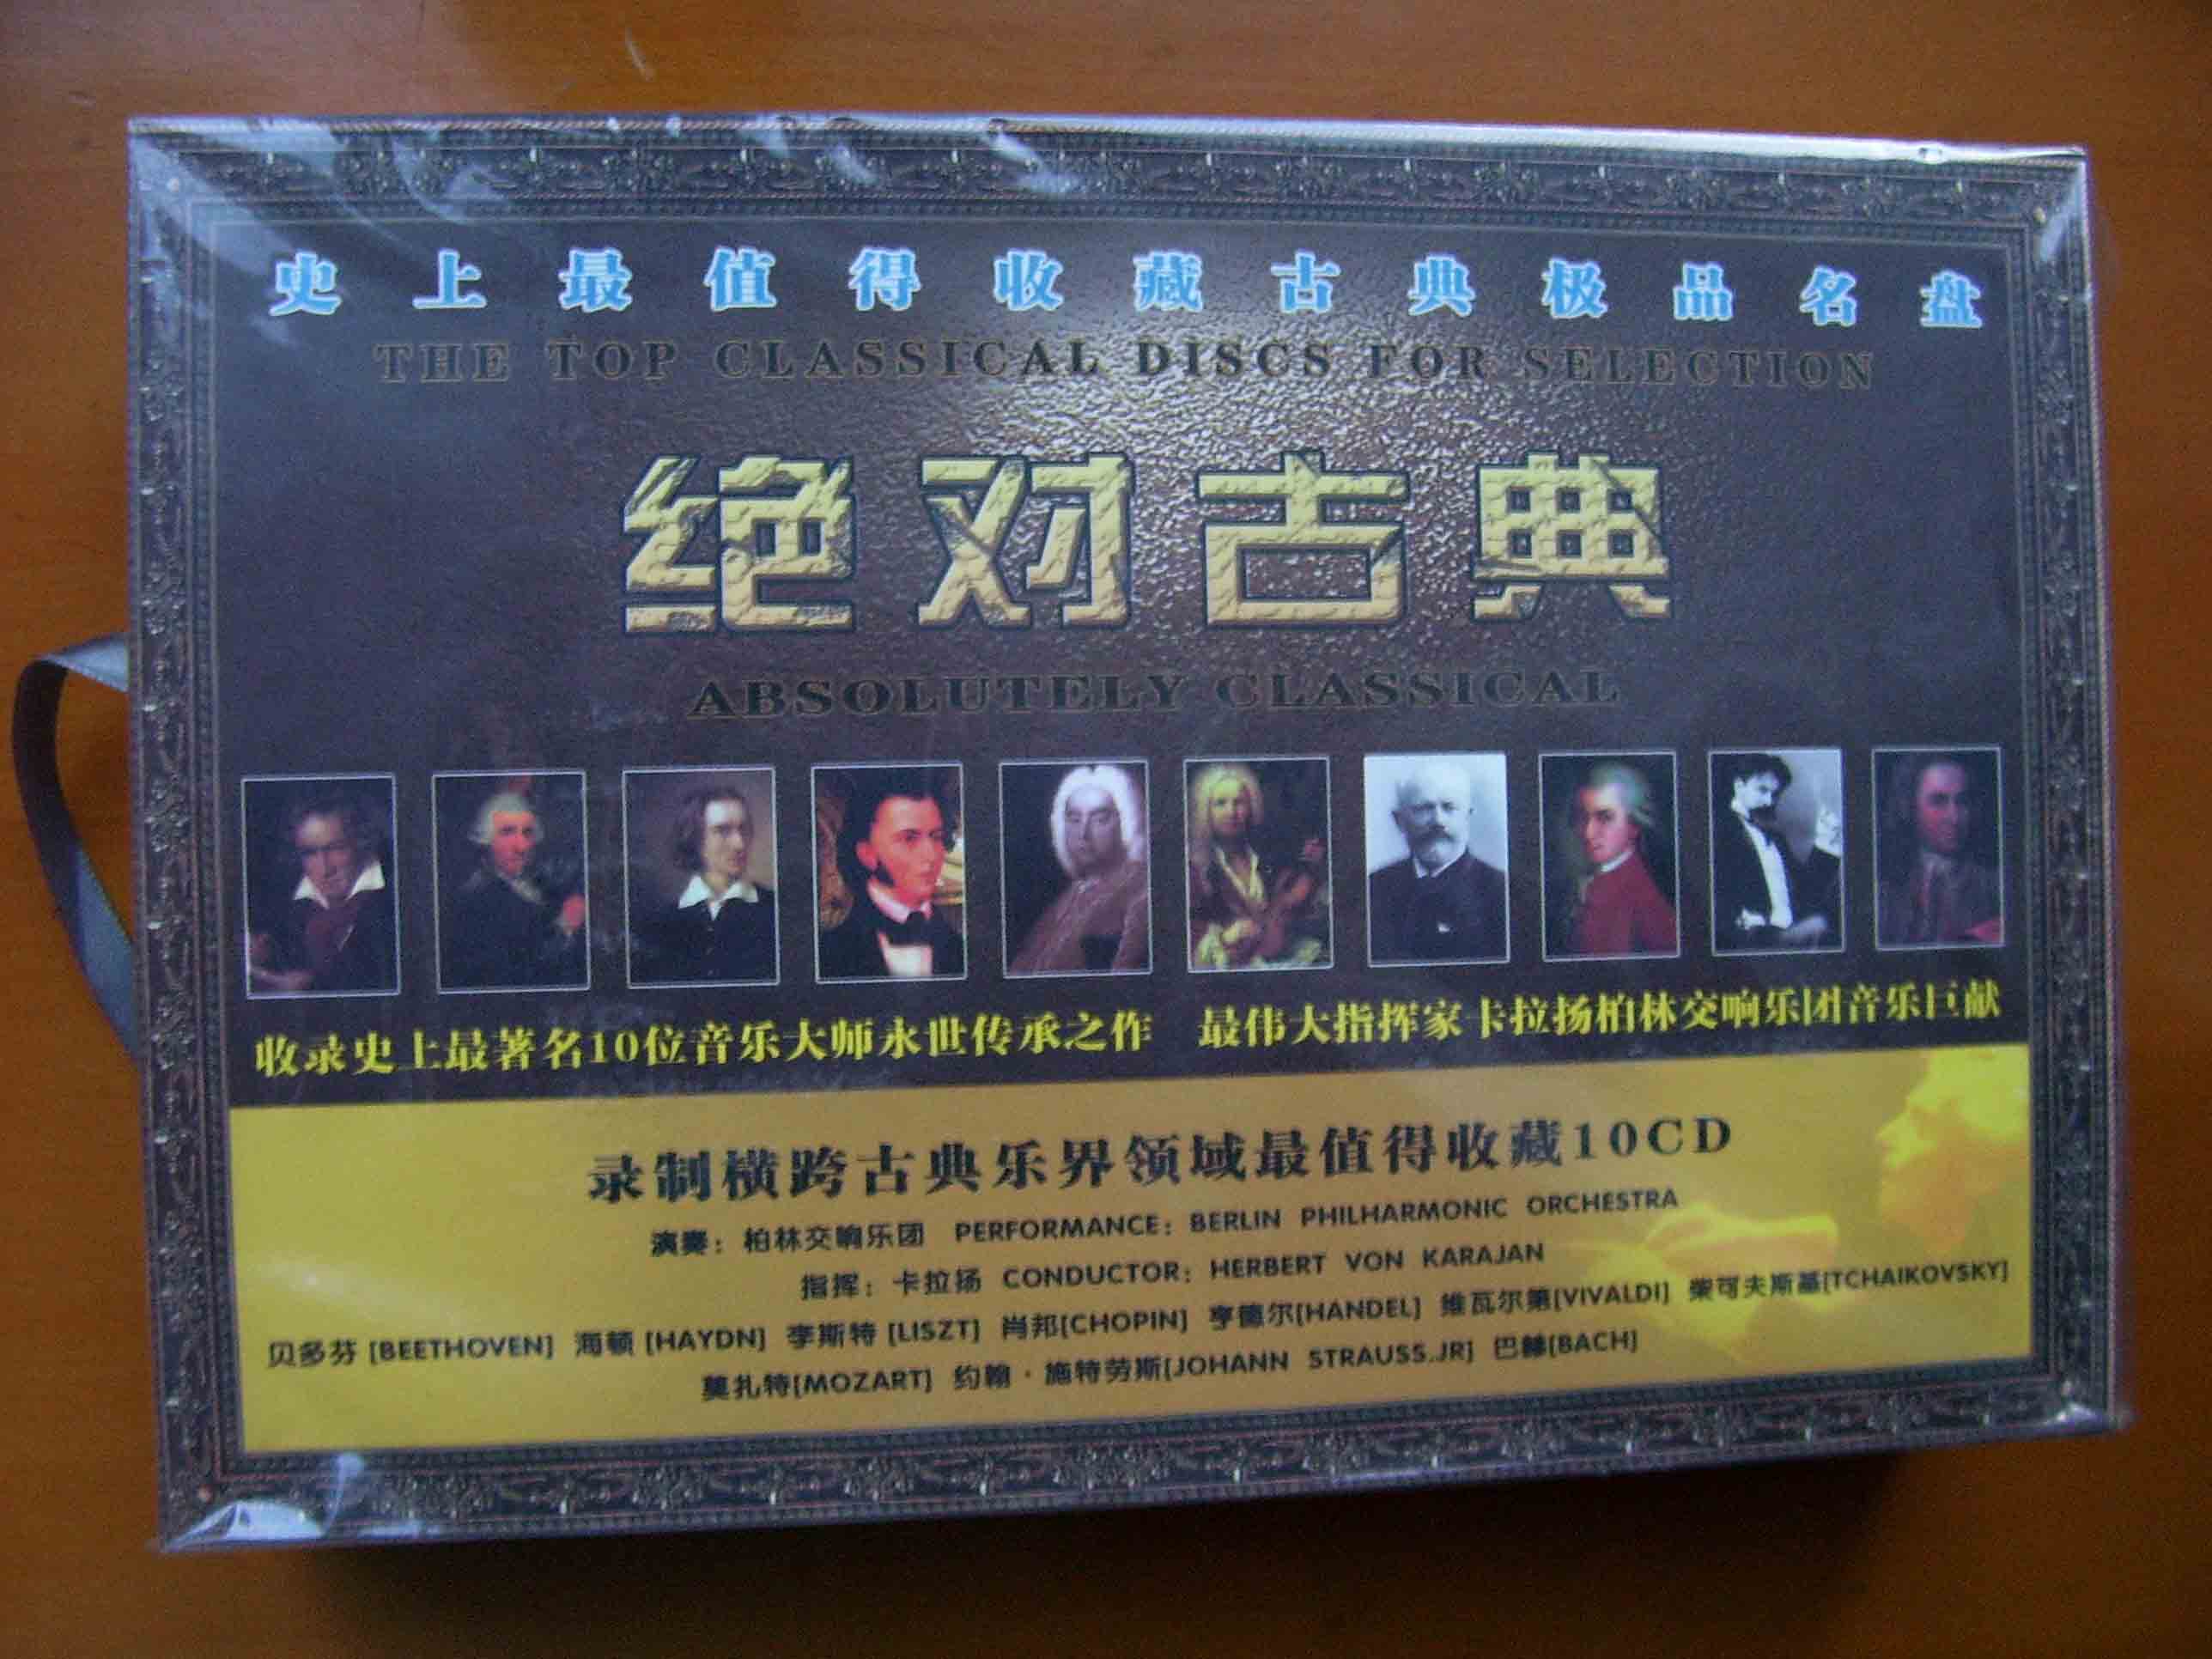 史上最值得收藏古典极品名盘
THE TOP CLASSICAL DISCS FOR SELECTION
绝对古典
ABSOLUTELY CLASSICAL
收录史上最著名10位音乐大师永世传承之作 最伟大指挥家卡拉扬柏林交响乐团音乐巨献
录制横跨古典乐界领域最值得收藏10CD
演奏：柏林交响乐团 PERFORMANCE: BERLIN PHILHARMONIC ORCHESTRA
指挥：卡拉扬 CONDUCTOR: HERBERT VON KARAJAN
贝多芬 [BEETHOVEN] 海顿 [HAYDN] 李斯特 [LISZT] 肖邦[CHOPIN] 亨德尔[HANDEL] 维瓦尔第[VIVALDI] 柴可夫斯基[TCHAIKOVSKY]
莫扎特[MOZART] 约翰·施特劳斯[JOHANN STRAUSS.JR] 巴赫[BACH]